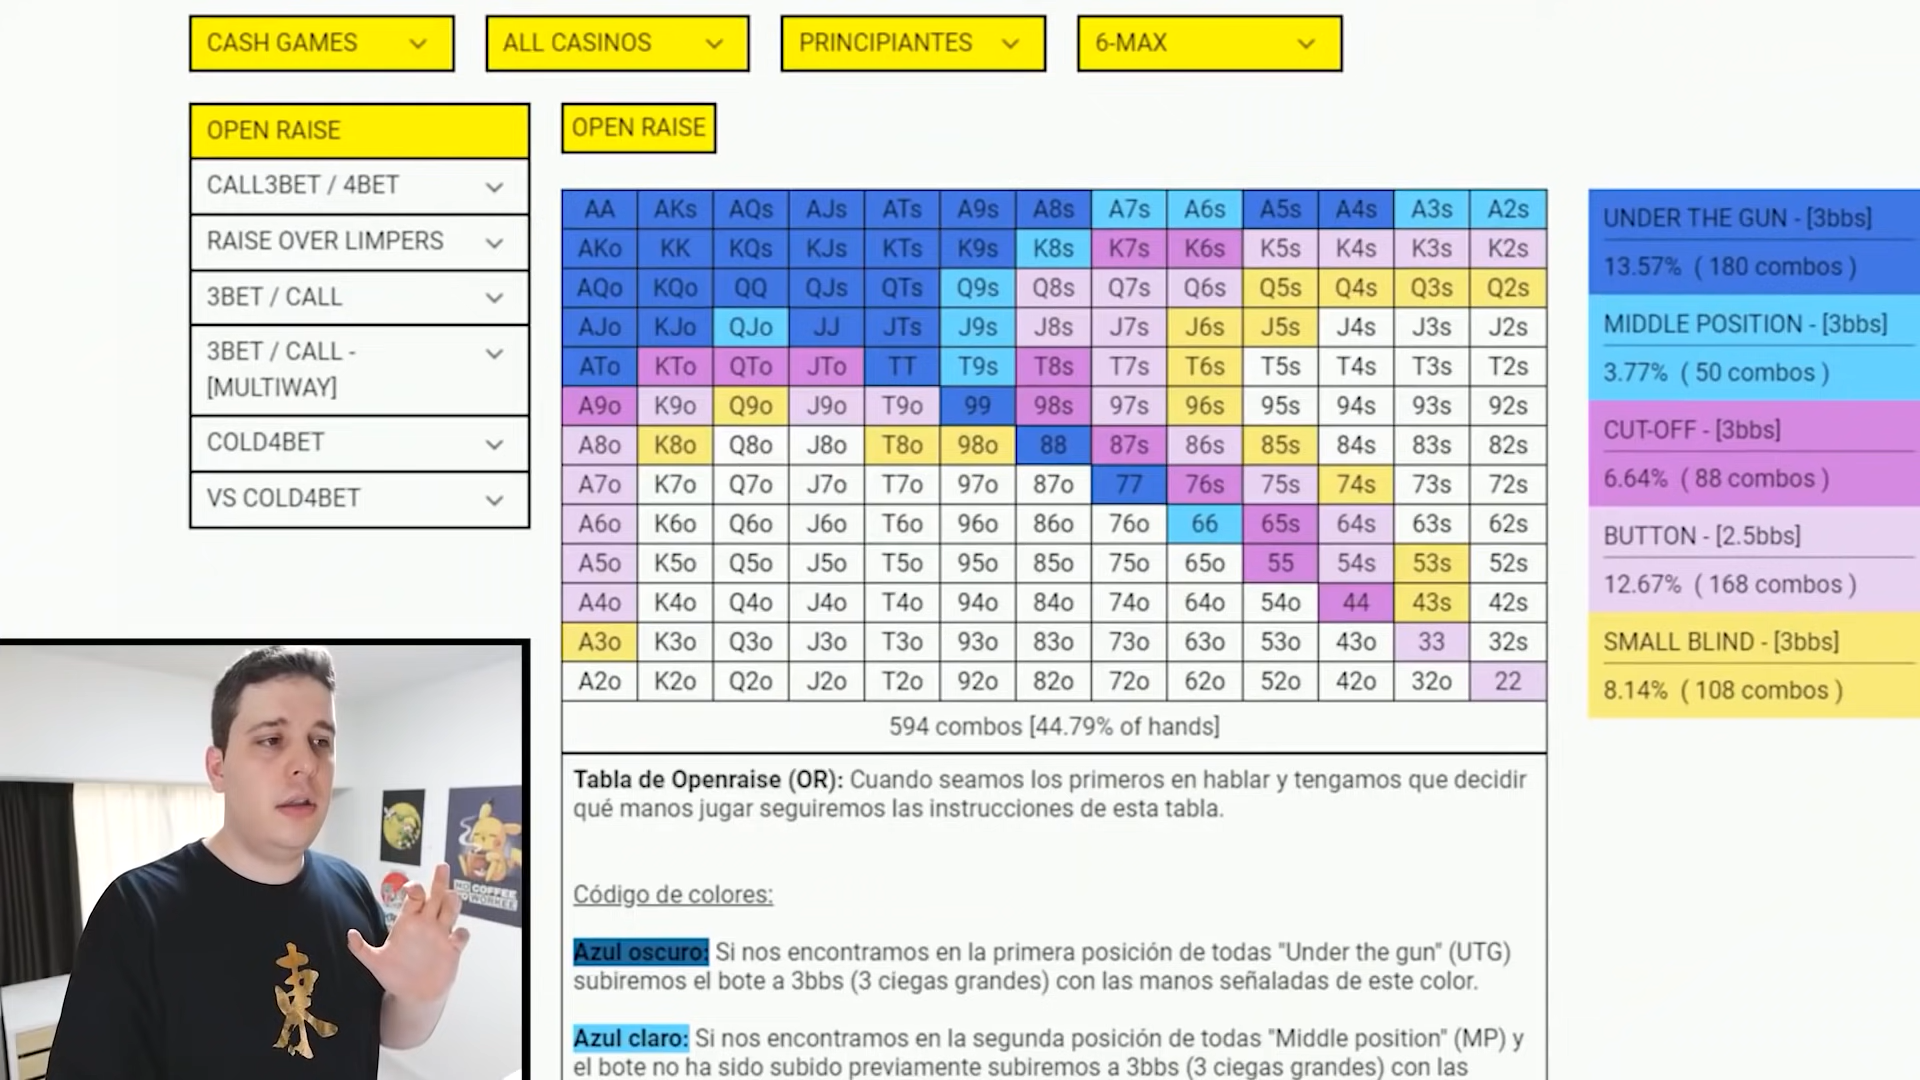 CASH GAMES
ALL CASINOS
PRINCIPIANTES
6-MAX
OPEN RAISE
CALL3BET / 4BET
RAISE OVER LIMPERS
3BET / CALL
3BET / CALL -
[MULTIWAY]
COLD4BET
VS COLD4BET
OPEN RAISE
AA AKs AQs AJs ATs A9s A8s A7s A6s A5s A4s A3s A2s
AKo KK KQs KJs KTs K9s K8s K7s K6s K5s K4s K3s K2s
AQo KQo QQ QJs QTs Q9s Q8s Q7s Q6s Q5s Q4s Q3s Q2s
AJo KJo QJo JJ JTs J9s J8s J7s J6s J5s J4s J3s J2s
ATo KTo QTo JTo TT T9s T8s T7s T6s T5s T4s T3s T2s
A9o K9o Q9o J9o T9o 99 98s 97s 96s 95s 94s 93s 92s
A8o K8o Q8o J8o T8o 98o 88 87s 86s 85s 84s 83s 82s
A7o K7o Q7o J7o T7o 97o 87o 77 76s 75s 74s 73s 72s
A6o K6o Q6o J6o T6o 96o 86o 76o 66 65s 64s 63s 62s
A5o K5o Q5o J5o T5o 95o 85o 75o 65o 55 54s 53s 52s
A4o K4o Q4o J4o T4o 94o 84o 74o 64o 54o 44 43s 42s
A3o K3o Q3o J3o T3o 93o 83o 73o 63o 53o 43o 33 32s
A2o K2o Q2o J2o T2o 92o 82o 72o 62o 52o 42o 32o 22
594 combos [44.79% of hands]
UNDER THE GUN - [3bbs]
13.57% ( 180 combos )
MIDDLE POSITION - [3bbs]
3.77% ( 50 combos )
CUT-OFF - [3bbs]
6.64% ( 88 combos )
BUTTON - [2.5bbs]
12.67% ( 168 combos )
SMALL BLIND - [3bbs]
8.14% ( 108 combos )
Tabla de Openraise (OR): Cuando seamos los primeros en hablar y tengamos que decidir
qué manos jugar seguiremos las instrucciones de esta tabla.
Código de colores:
Azul oscuro: Si nos encontramos en la primera posición de todas "Under the gun" (UTG)
subiremos el bote a 3bbs (3 ciegas grandes) con las manos señaladas de este color.
Azul claro: Si nos encontramos en la segunda posición de todas "Middle position" (MP) y
el bote no ha sido subido previamente subiremos a 3bbs (3 ciegas grandes) con las
NO COFFEE
NO WORKEE
東